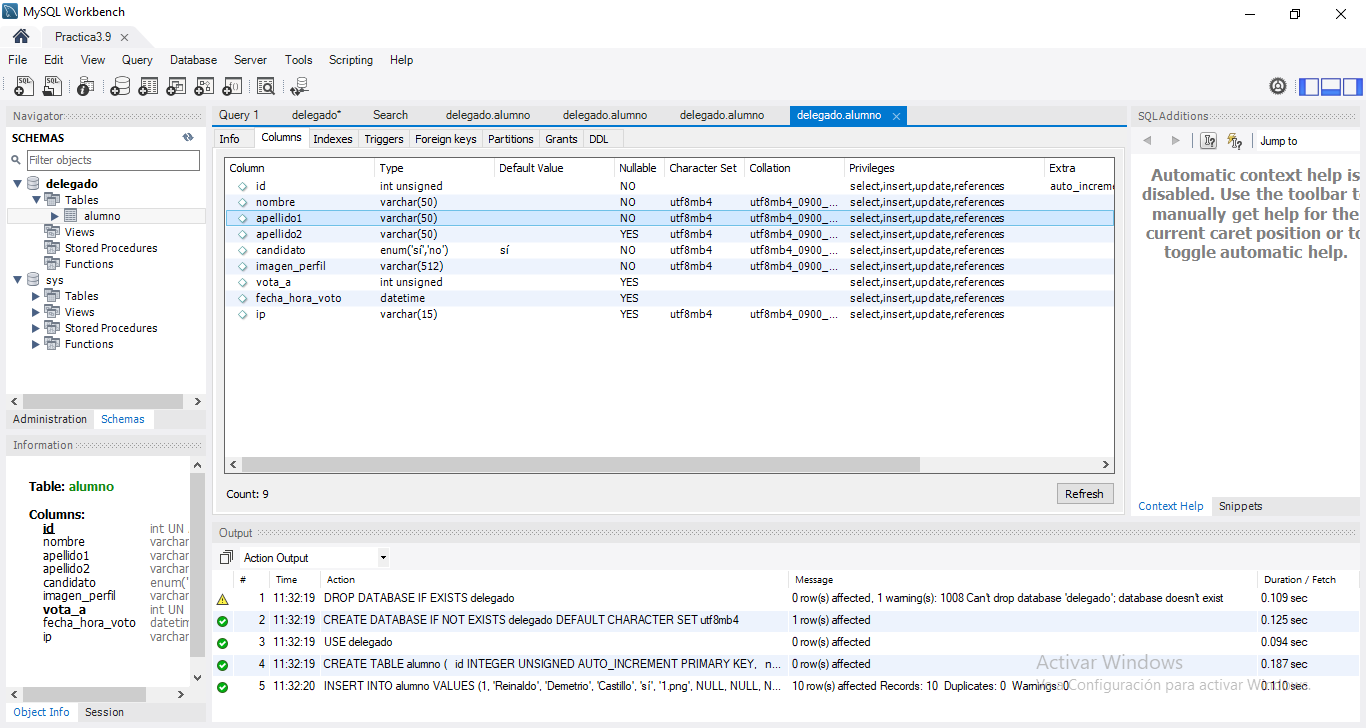 MySQL Workbench
Practica3.9
File Edit View Query Database Server Tools Scripting Help
Navigator
SCHEMAS
Filter objects
delegado
Tables
alumno
Views
Stored Procedures
Functions
sys
Tables
Views
Stored Procedures
Functions
Administration Schemas
Information
Table: alumno
Columns:
id int UN
nombre varchar
apellido1 varchar
apellido2 varchar
candidato enum('
imagen_perfil varchar
vota_a int UN
fecha_hora_voto datetim
ip varchar
Object Info Session
Query 1 delegado* Search delegado.alumno delegado.alumno delegado.alumno delegado.alumno
Info Columns Indexes Triggers Foreign keys Partitions Grants DDL
Column Type Default Value Nullable Character Set Collation Privileges Extra
id int unsigned NO select,insert,update,references auto_increm
nombre varchar(50) NO utf8mb4 utf8mb4_0900_... select,insert,update,references
apellido1 varchar(50) NO utf8mb4 utf8mb4_0900_... select,insert,update,references
apellido2 varchar(50) YES utf8mb4 utf8mb4_0900_... select,insert,update,references
candidato enum('sí','no') sí NO utf8mb4 utf8mb4_0900_... select,insert,update,references
imagen_perfil varchar(512) NO utf8mb4 utf8mb4_0900_... select,insert,update,references
vota_a int unsigned YES select,insert,update,references
fecha_hora_voto datetime YES select,insert,update,references
ip varchar(15) YES utf8mb4 utf8mb4_0900_... select,insert,update,references
Count: 9
Refresh
SQLAdditions
Jump to
Automatic context help is
disabled. Use the toolbar t
manually get help for the
current caret position or to
toggle automatic help.
Context Help Snippets
Output
Action Output
# Time Action Message Duration / Fetch
1 11:32:19 DROP DATABASE IF EXISTS delegado 0 row(s) affected, 1 warning(s): 1008 Can't drop database 'delegado'; database doesn't exist 0.109 sec
2 11:32:19 CREATE DATABASE IF NOT EXISTS delegado DEFAULT CHARACTER SET utf8mb4 1 row(s) affected 0.125 sec
3 11:32:19 USE delegado 0 row(s) affected 0.094 sec
4 11:32:19 CREATE TABLE alumno ( id INTEGER UNSIGNED AUTO_INCREMENT PRIMARY KEY, n... 0 row(s) affected 0.187 sec
5 11:32:20 INSERT INTO alumno VALUES (1, 'Reinaldo', 'Demetrio', 'Castillo', 'sí', '1.png', NULL, NULL, N... 10 row(s) affected Records: 10 Duplicates: 0 Warnings: 0 0.110 sec
Activar Windows
Ve a Configuración para activar Windows.